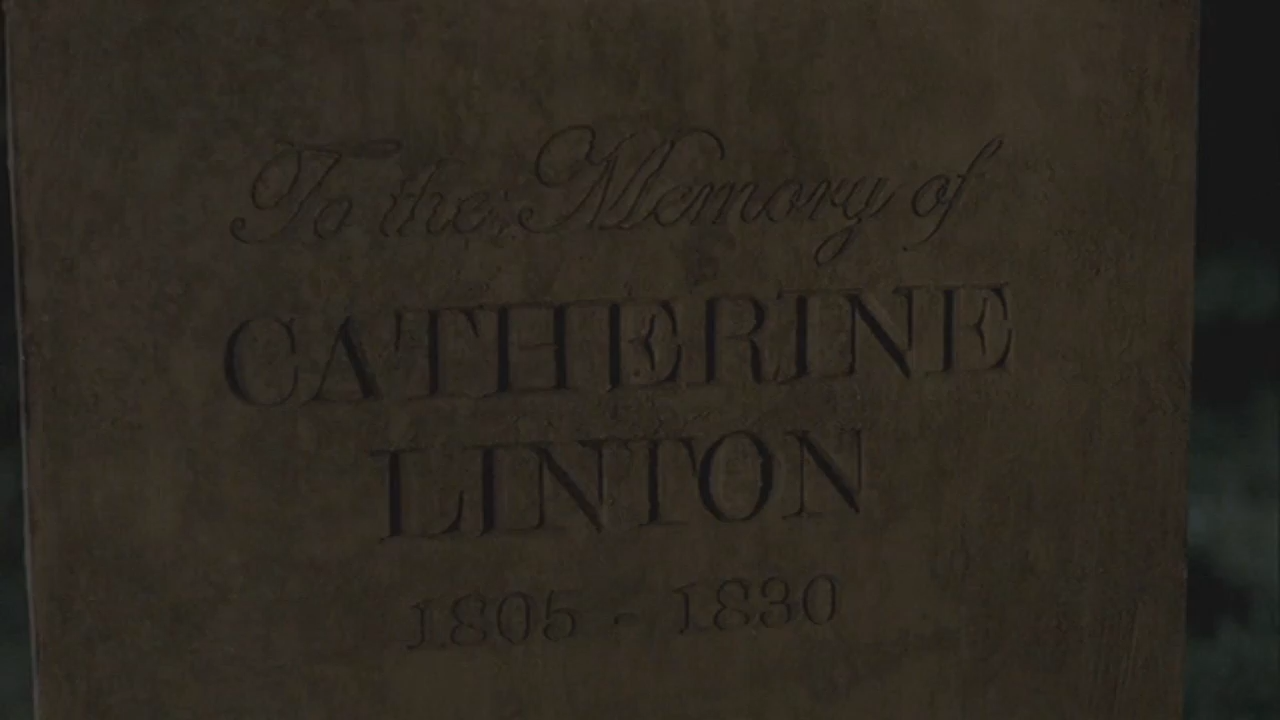 To the Memory of
CATHERINE
LINTON
1805 - 1830